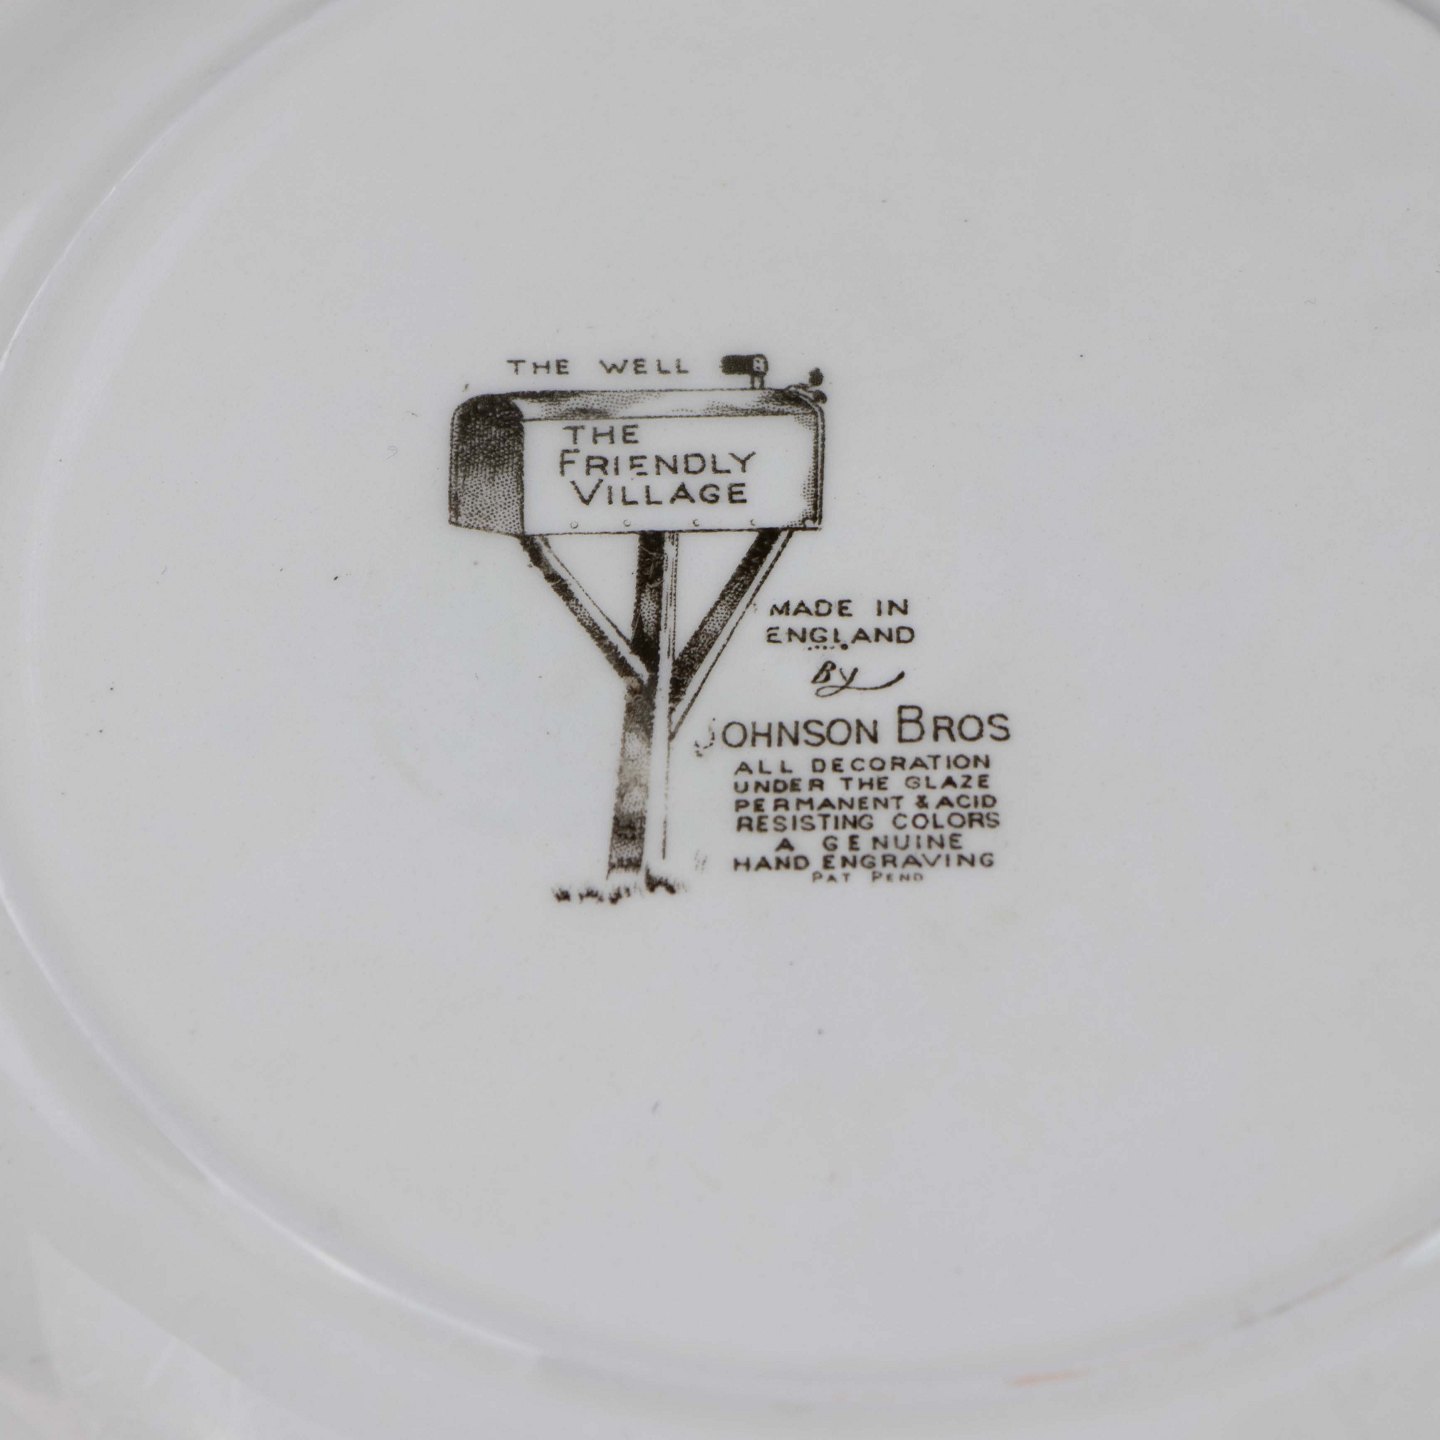 THE WELL
THE
FRIENDLY
VILLAGE
MADE IN
ENGLAND
By
JOHNSON BROS
ALL DECORATION
UNDER THE GLAZE
PERMANENT & ACID
RESISTING COLORS
A GENUINE
HAND ENGRAVING
PAT PEND